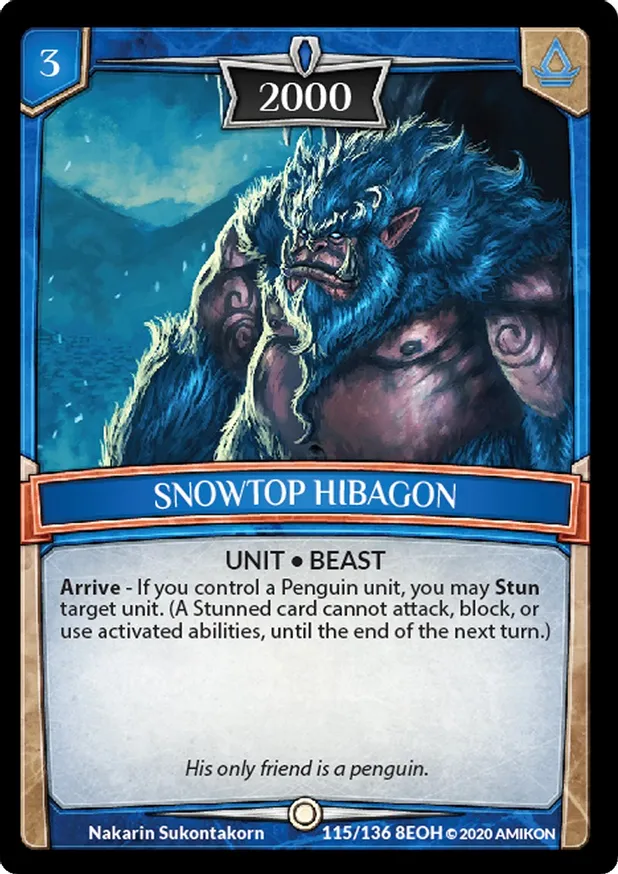 3
2000
SNOWTOP HIBAGON
UNIT • BEAST
Arrive - If you control a Penguin unit, you may Stun
target unit. (A Stunned card cannot attack, block, or
use activated abilities, until the end of the next turn.)
His only friend is a penguin.
Nakarin Sukontakorn 115/136 8EOH © 2020 AMIKON